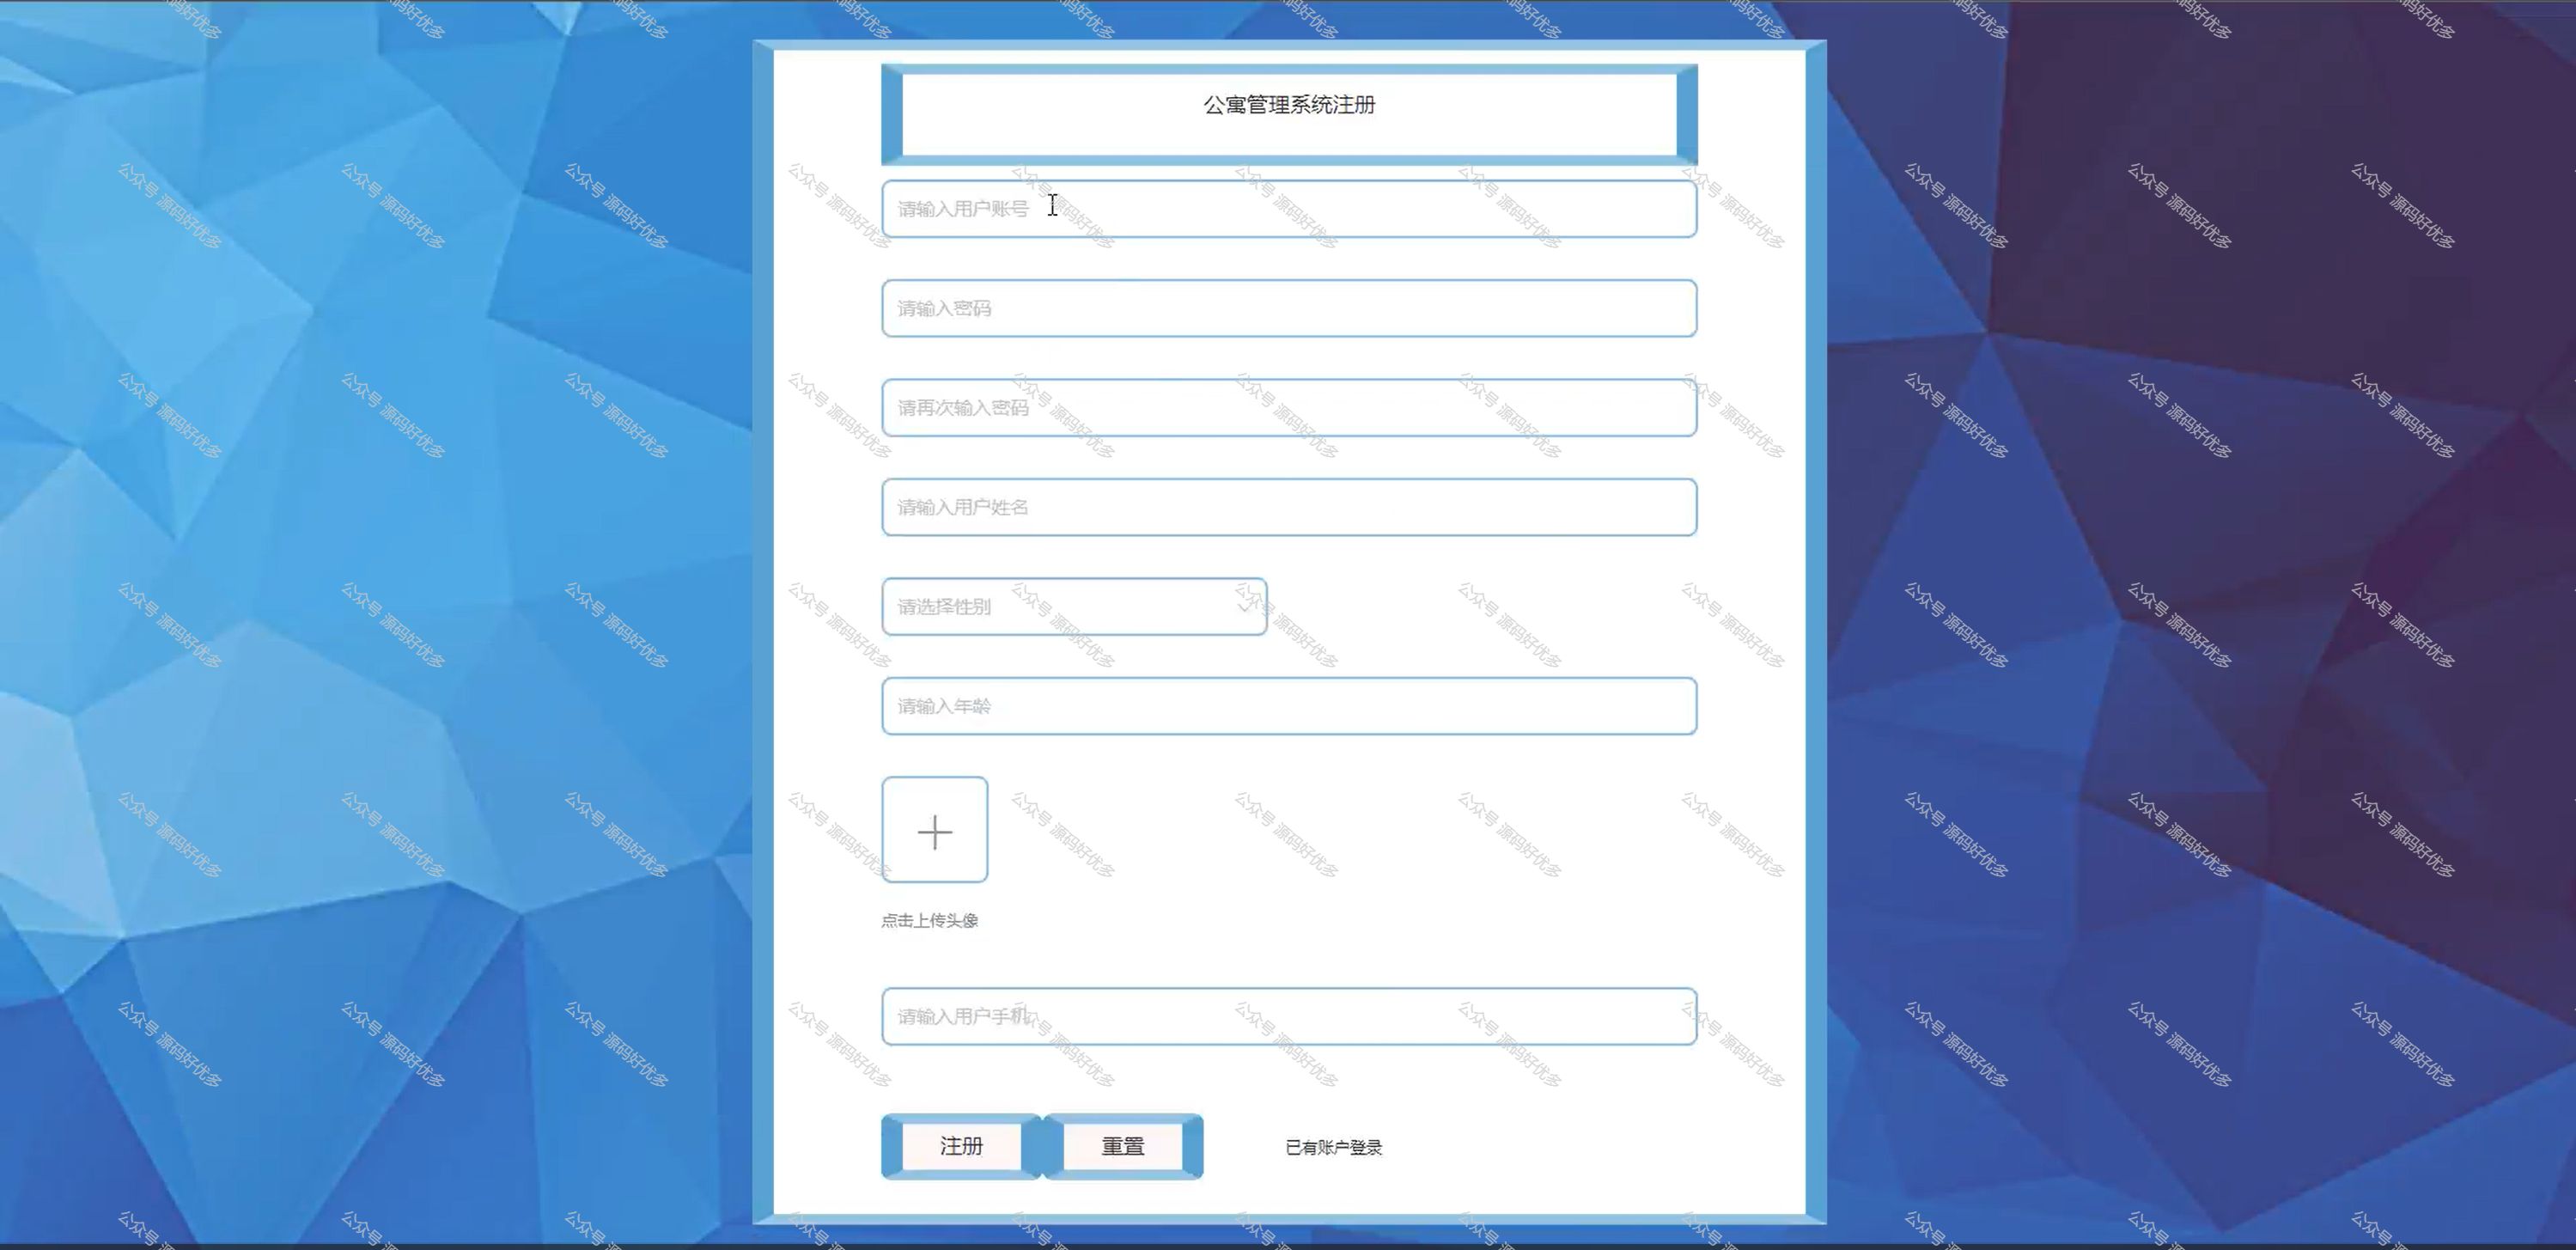 公寓管理系统注册
请输入用户账号
请输入密码
请再次输入密码
请输入用户姓名
请选择性别
请输入年龄
点击上传头像
请输入用户手机
注册
重置
已有账户登录
公众号 源码好优多